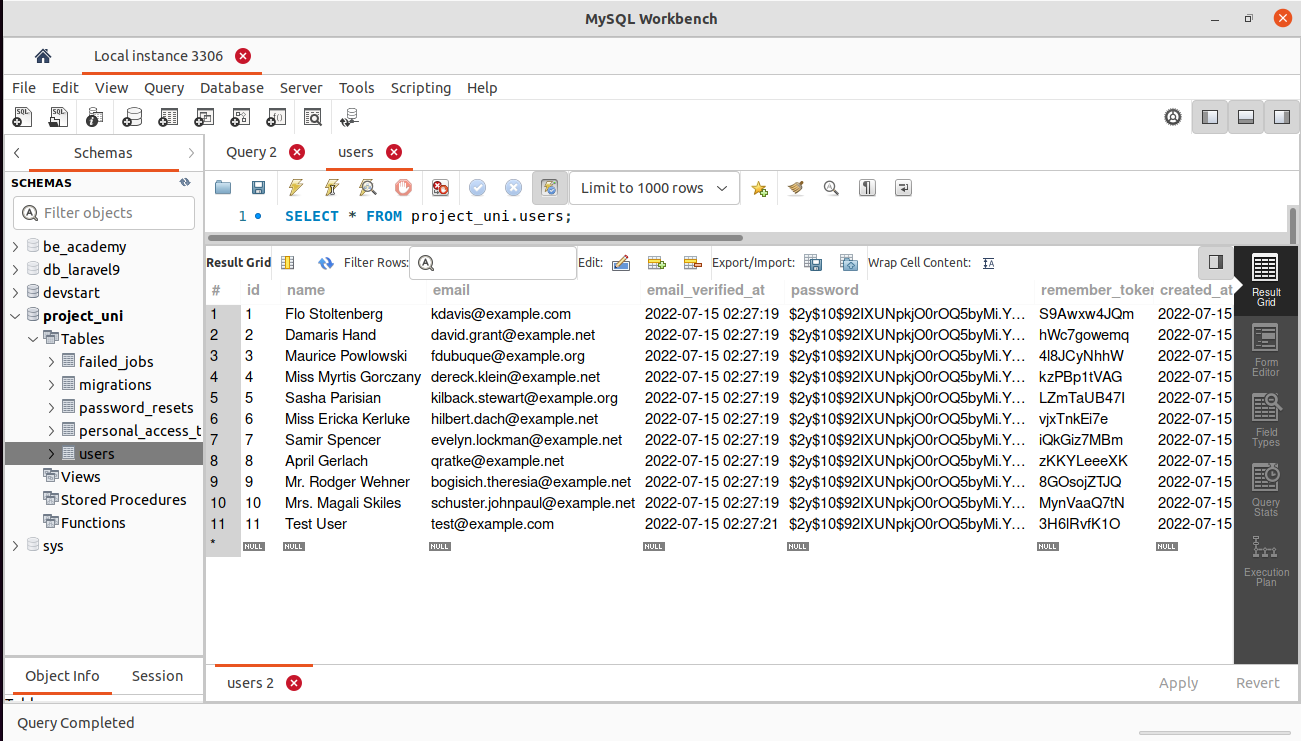 MySQL Workbench
Local instance 3306
File Edit View Query Database Server Tools Scripting Help
Schemas
Query 2 users
SCHEMAS
Limit to 1000 rows
Filter objects
1 SELECT * FROM project_uni.users;
be_academy
db_laravel9
devstart
project_uni
Tables
failed_jobs
migrations
password_resets
personal_access_t
users
Views
Stored Procedures
Functions
sys
Result Grid Filter Rows: Edit: Export/Import: Wrap Cell Content:
# id name email email_verified_at password remember_token created_at
1 1 Flo Stoltenberg kdavis@example.com 2022-07-15 02:27:19 $2y$10$92IXUNpkjO0rOQ5byMi.Y… S9Awxw4JQm 2022-07-15
2 2 Damaris Hand david.grant@example.net 2022-07-15 02:27:19 $2y$10$92IXUNpkjO0rOQ5byMi.Y… hWc7gowemq 2022-07-15
3 3 Maurice Powlowski fdubuque@example.org 2022-07-15 02:27:19 $2y$10$92IXUNpkjO0rOQ5byMi.Y… 4l8JCyNhhW 2022-07-15
4 4 Miss Myrtis Gorczany dereck.klein@example.net 2022-07-15 02:27:19 $2y$10$92IXUNpkjO0rOQ5byMi.Y… kzPBp1tVAG 2022-07-15
5 5 Sasha Parisian kilback.stewart@example.org 2022-07-15 02:27:19 $2y$10$92IXUNpkjO0rOQ5byMi.Y… LZmTaUB47I 2022-07-15
6 6 Miss Ericka Kerluke hilbert.dach@example.net 2022-07-15 02:27:19 $2y$10$92IXUNpkjO0rOQ5byMi.Y… vjxTnkEi7e 2022-07-15
7 7 Samir Spencer evelyn.lockman@example.net 2022-07-15 02:27:19 $2y$10$92IXUNpkjO0rOQ5byMi.Y… iQkGiz7MBm 2022-07-15
8 8 April Gerlach qratke@example.net 2022-07-15 02:27:19 $2y$10$92IXUNpkjO0rOQ5byMi.Y… zKKYLeeeXK 2022-07-15
9 9 Mr. Rodger Wehner bogisich.theresia@example.net 2022-07-15 02:27:19 $2y$10$92IXUNpkjO0rOQ5byMi.Y… 8GOsojZTJQ 2022-07-15
10 10 Mrs. Magali Skiles schuster.johnpaul@example.net 2022-07-15 02:27:19 $2y$10$92IXUNpkjO0rOQ5byMi.Y… MynVaaQ7tN 2022-07-15
11 11 Test User test@example.com 2022-07-15 02:27:21 $2y$10$92IXUNpkjO0rOQ5byMi.Y… 3H6lRvfK1O 2022-07-15
* NULL NULL NULL NULL NULL NULL NULL
Result
Grid
Form
Editor
Field
Types
Query
Stats
Execution
Plan
Object Info Session
users 2 Apply Revert
Query Completed